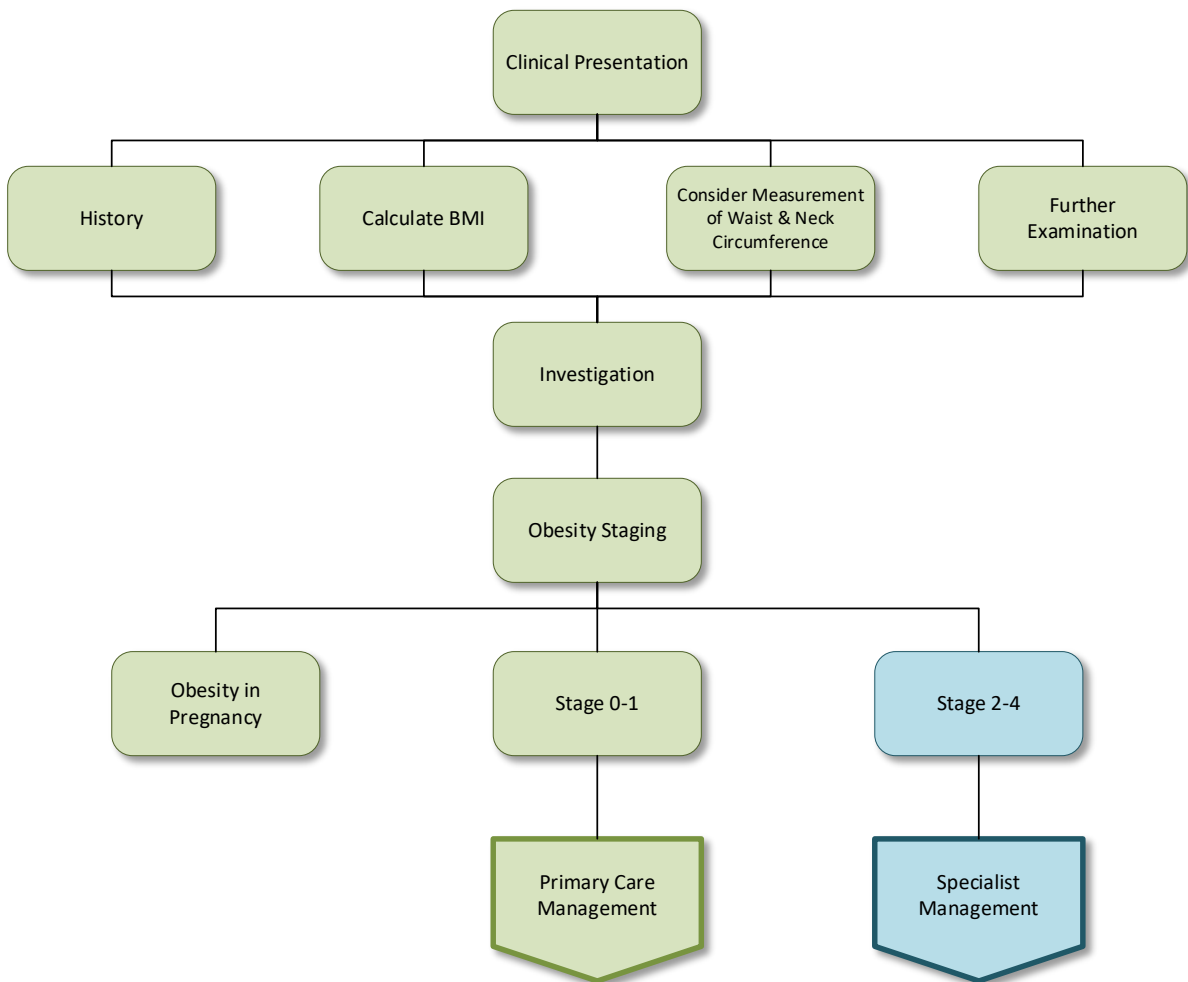 Clinical Presentation
History
Calculate BMI
Consider Measurement
of Waist & Neck
Circumference
Further
Examination
Investigation
Obesity Staging
Obesity in
Pregnancy
Stage 0-1
Stage 2-4
Primary Care
Management
Specialist
Management